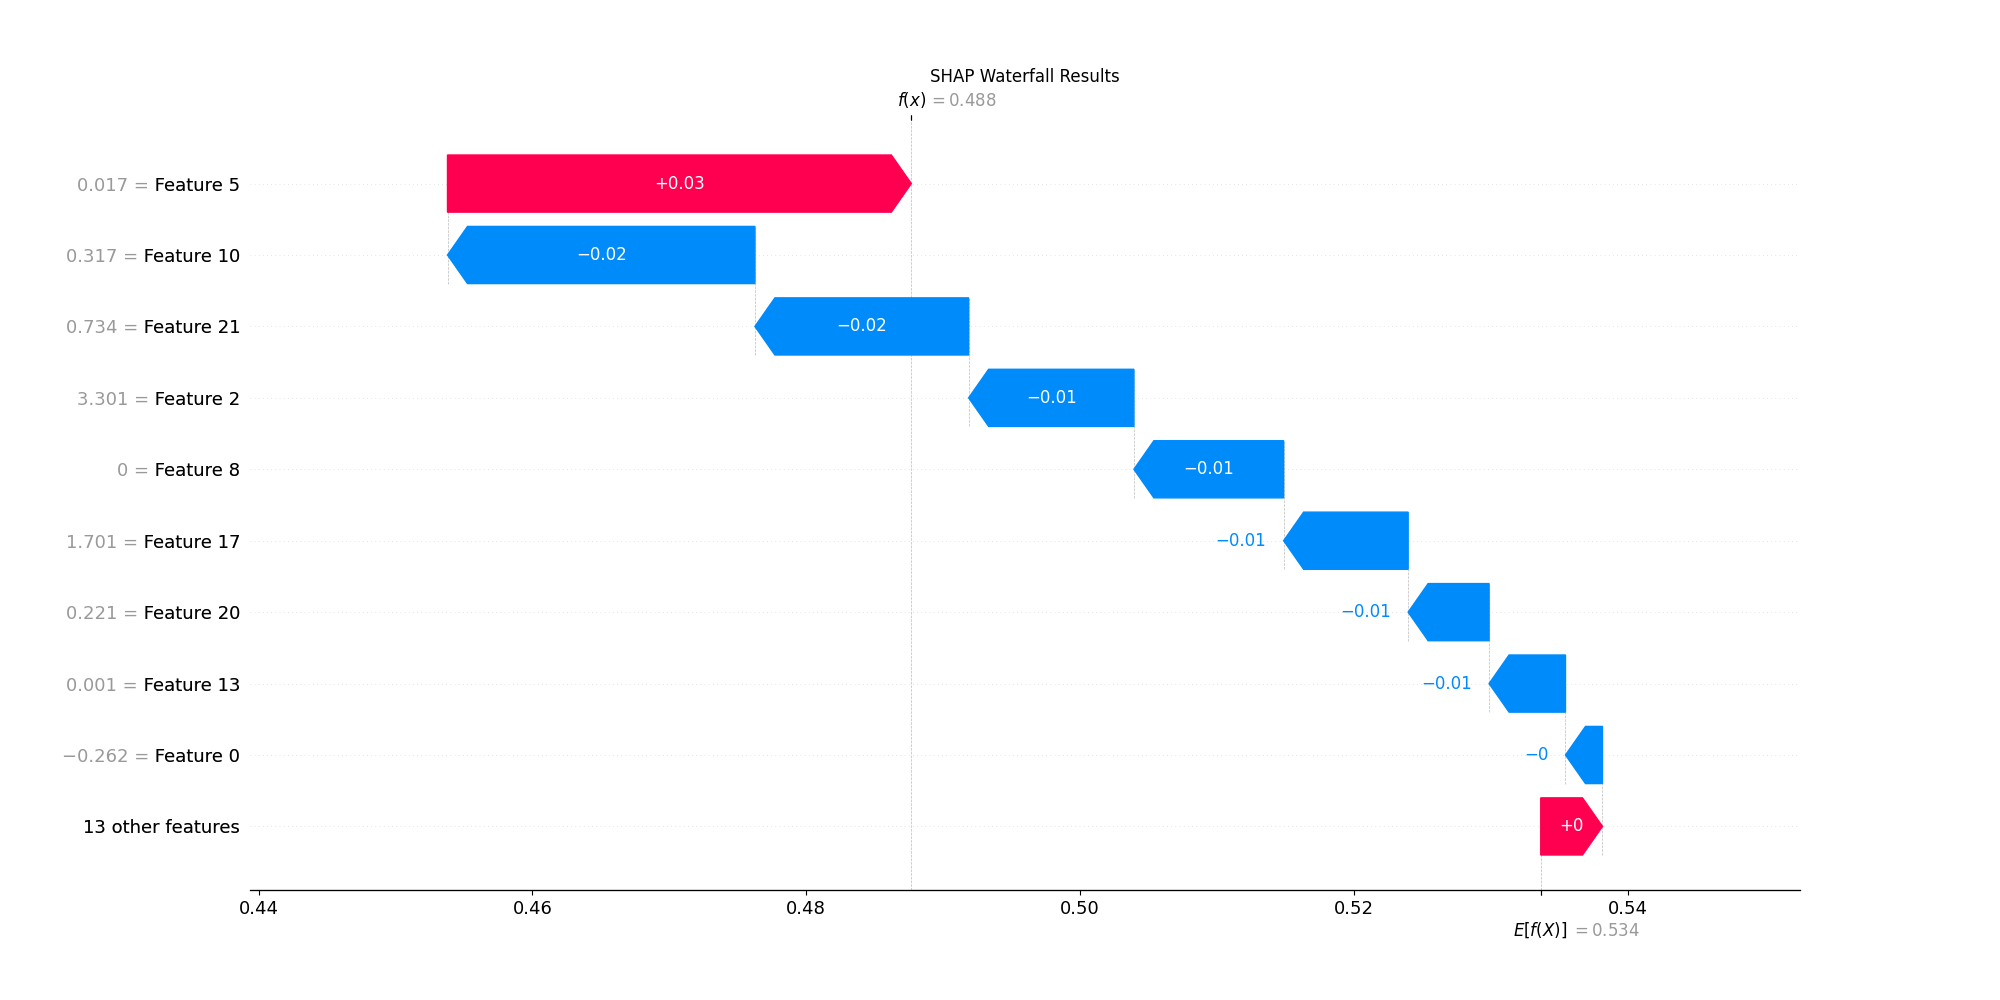 SHAP Waterfall Results
f(x) = 0.488
0.017 = Feature 5
+0.03
0.317 = Feature 10
−0.02
0.734 = Feature 21
−0.02
3.301 = Feature 2
−0.01
0 = Feature 8
−0.01
1.701 = Feature 17
−0.01
0.221 = Feature 20
−0.01
0.001 = Feature 13
−0.01
−0.262 = Feature 0
−0
13 other features
+0
0.44 0.46 0.48 0.50 0.52 0.54
E[f(X)] = 0.534